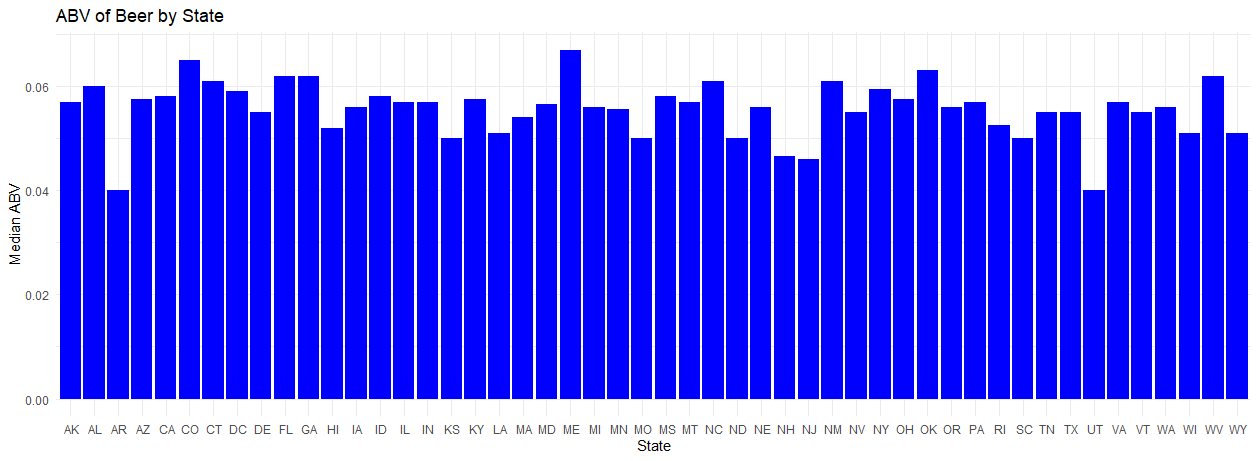 ABV of Beer by State
Median ABV
0.06
0.04
0.02
0.00
AK AL AR AZ CA CO CT DC DE FL GA HI IA ID IL IN KS KY LA MA MD ME MI MN MO MS MT NC ND NE NH NJ NM NV NY OH OK OR PA RI SC TN TX UT VA VT WA WI WV WY
State